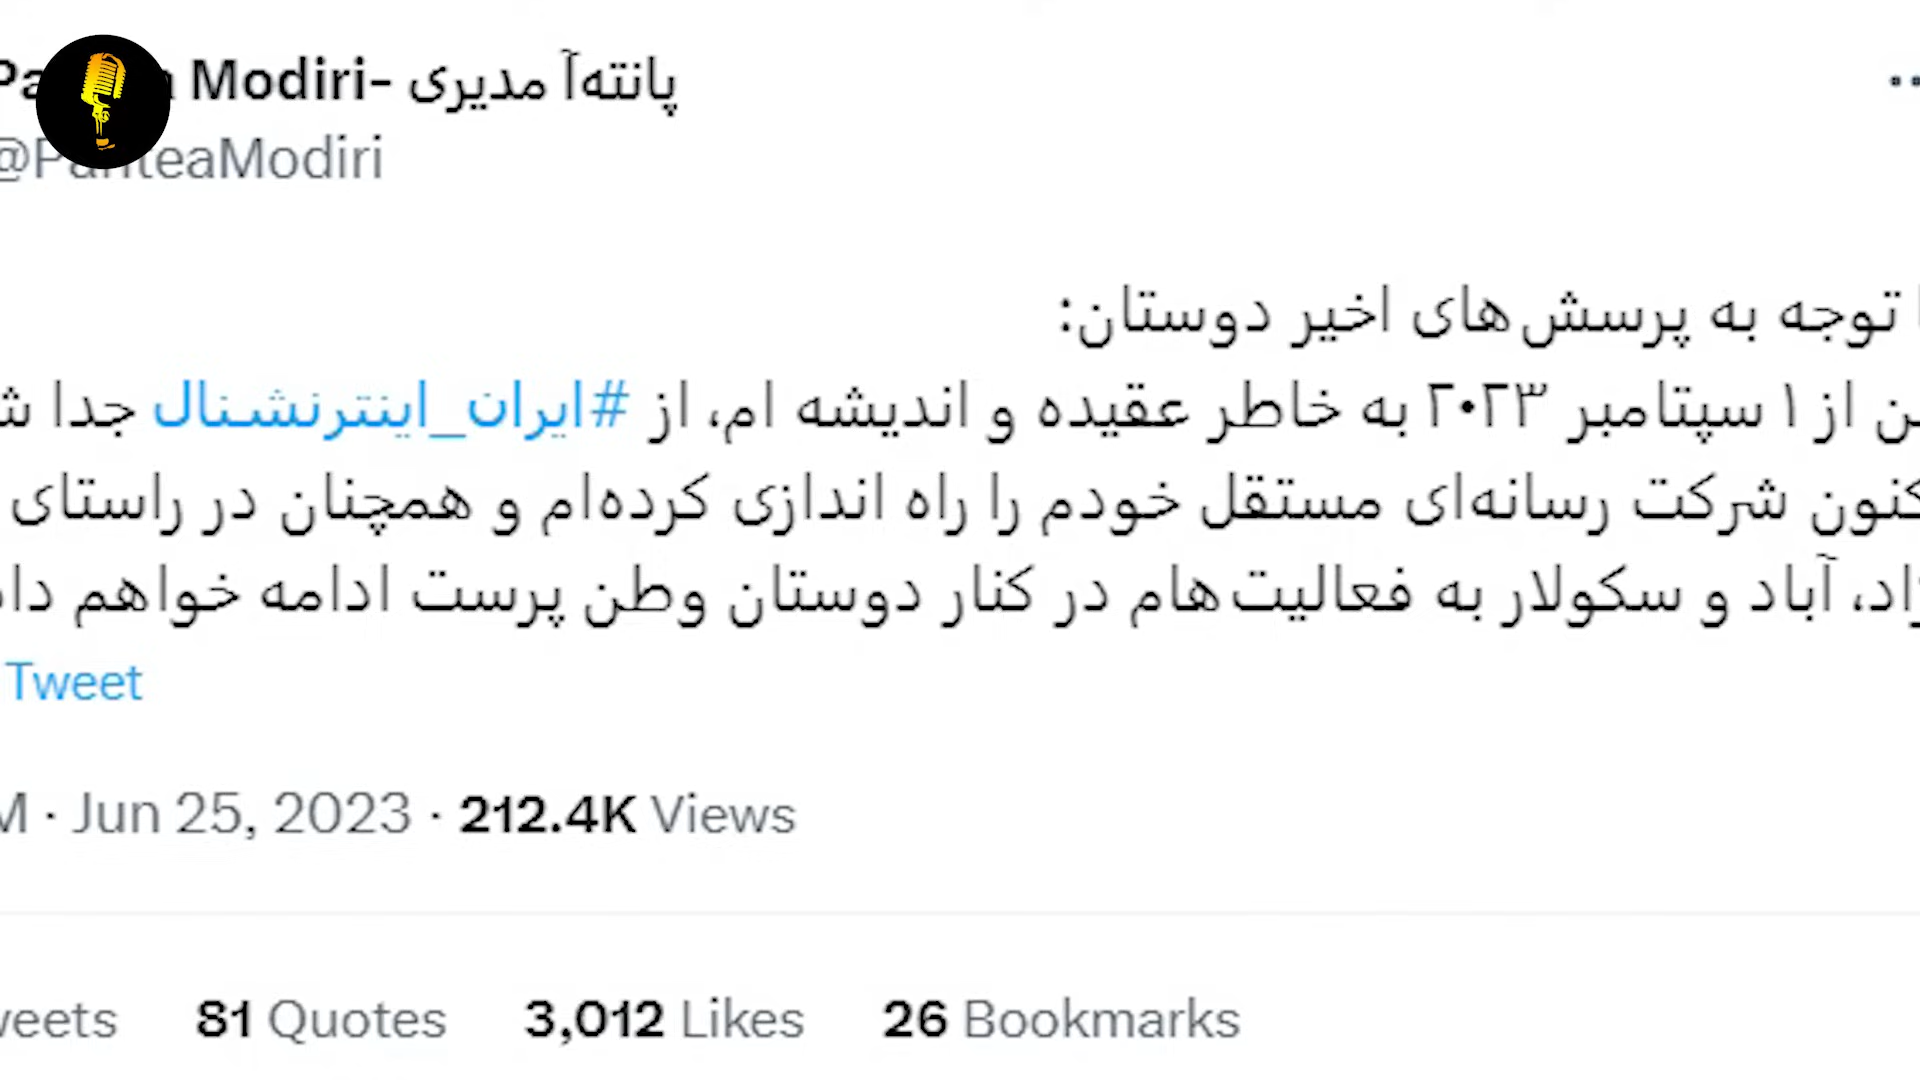 Modiri- پانته‌آ مدیری
@PanteaModiri
توجه به پرسش‌های اخیر دوستان:
از ۱ سپتامبر ۲۰۲۳ به خاطر عقیده و اندیشه ام، از #ایران_اینترنشنال جدا
شرکت رسانه‌ای مستقل خودم را راه اندازی کرده‌ام و همچنان در راستای
آباد و سکولار به فعالیت‌هام در کنار دوستان وطن پرست ادامه خواهم
Tweet
Jun 25, 2023 · 212.4K Views
81 Quotes 3,012 Likes 26 Bookmarks